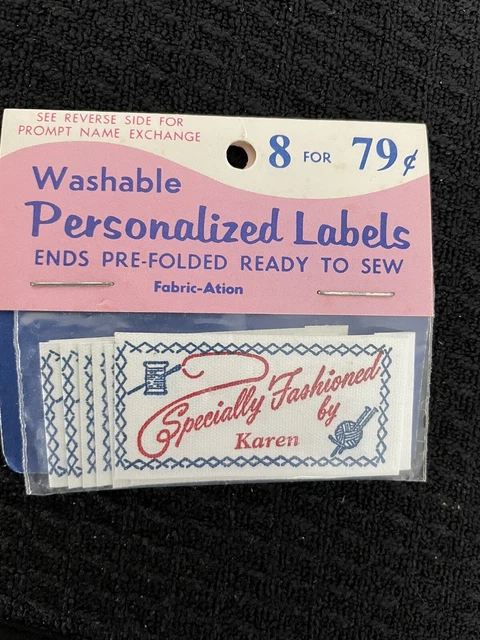 SEE REVERSE SIDE FOR
PROMPT NAME EXCHANGE
8 FOR 79¢
Washable
Personalized Labels
ENDS PRE-FOLDED READY TO SEW
Fabric-Ation
Specially Fashioned
by
Karen